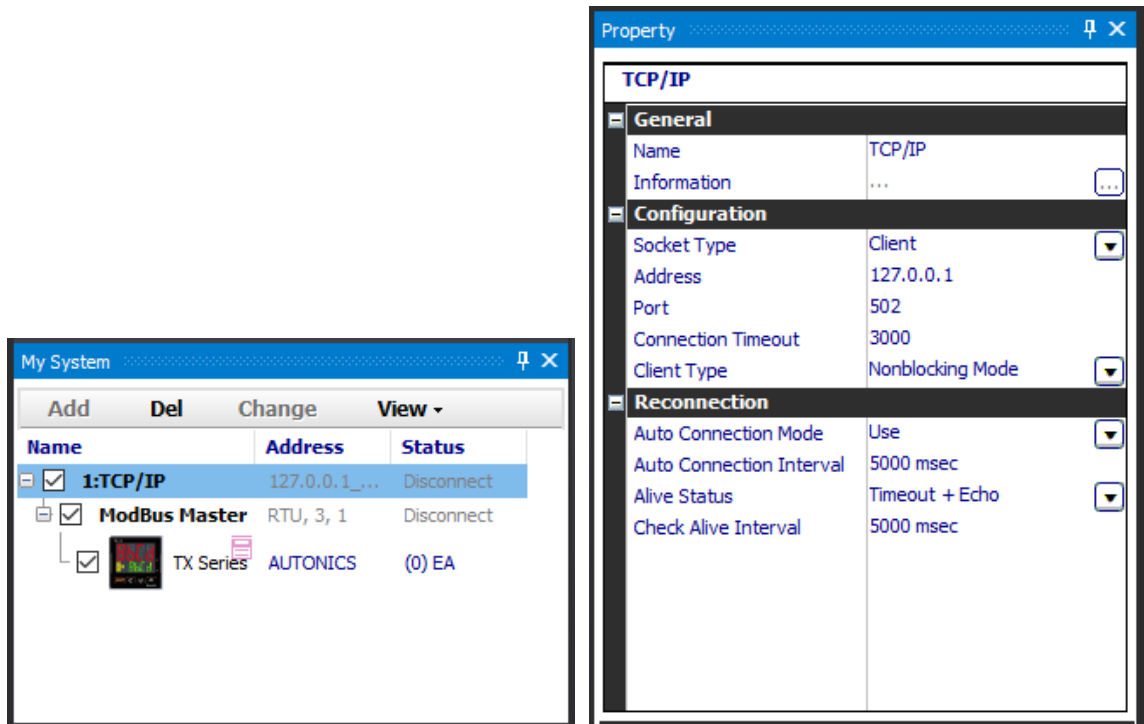 My System
Add Del Change View
Name Address Status
1:TCP/IP 127.0.0.1_... Disconnect
ModBus Master RTU, 3, 1 Disconnect
TX Series AUTONICS (0) EA
Property
TCP/IP
General
Name TCP/IP
Information ... ...
Configuration
Socket Type Client
Address 127.0.0.1
Port 502
Connection Timeout 3000
Client Type Nonblocking Mode
Reconnection
Auto Connection Mode Use
Auto Connection Interval 5000 msec
Alive Status Timeout + Echo
Check Alive Interval 5000 msec